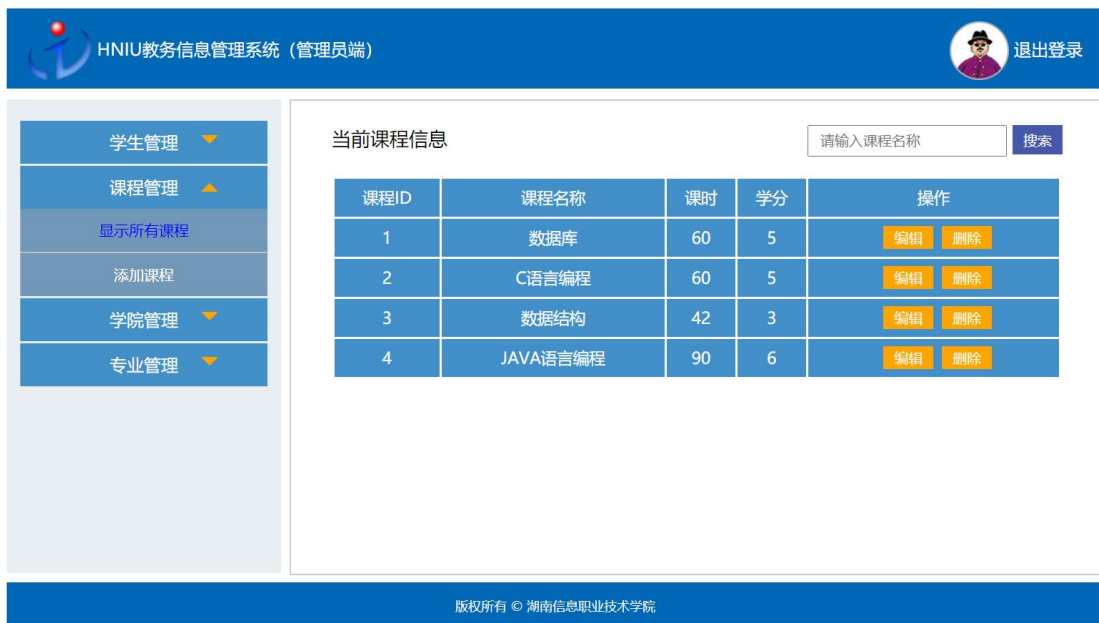 HNIU教务信息管理系统（管理员端）
退出登录
学生管理
课程管理
显示所有课程
添加课程
学院管理
专业管理
当前课程信息
请输入课程名称 搜索
课程ID 课程名称 课时 学分 操作
1 数据库 60 5 编辑 删除
2 C语言编程 60 5 编辑 删除
3 数据结构 42 3 编辑 删除
4 JAVA语言编程 90 6 编辑 删除
版权所有 © 湖南信息职业技术学院